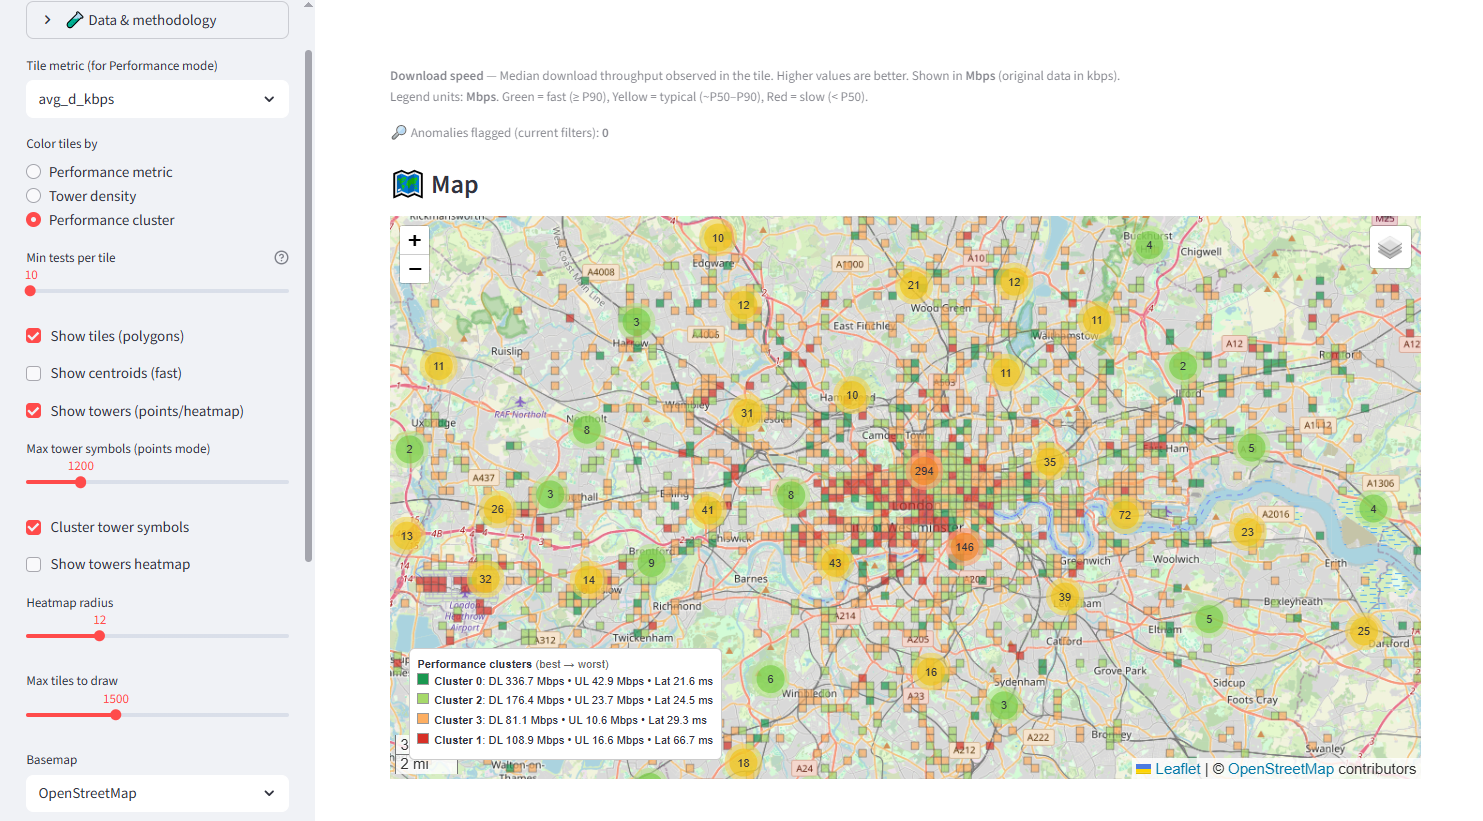 Data & methodology
Tile metric (for Performance mode)
avg_d_kbps
Color tiles by
Performance metric
Tower density
Performance cluster
Min tests per tile
10
Show tiles (polygons)
Show centroids (fast)
Show towers (points/heatmap)
Max tower symbols (points mode)
1200
Cluster tower symbols
Show towers heatmap
Heatmap radius
12
Max tiles to draw
1500
Basemap
OpenStreetMap
Download speed — Median download throughput observed in the tile. Higher values are better. Shown in Mbps (original data in kbps).
Legend units: Mbps. Green = fast (≥ P90), Yellow = typical (~P50–P90), Red = slow (< P50).
Anomalies flagged (current filters): 0
Map
+
−
Rickmansworth
M25
10
Buckhurst
4
Chigwell
West Coast Main Line
Edgware
A1000
A10
A4008
21
12
12
Wood Green
3
11
East Finchley
Walthamstow
A4006
A12
A12
Ruislip
11
11
2
10
31
RAF Northolt
8
Camden Town
A1112
2
294
35
5
A437
A1306
3
26
8
41
72
4
A2016
23
13
4B
Westminster
146
Chiswick
Brentford
9
43
Greenwich
Woolwich
Erith
32
14
Barnes
London
Heathrow
Airport
39
Bexleyheath
Richmond
A214
5
Eltham
25
Dartford
A312
Twickenham
A205
Catford
16
Grove Park
6
Wimbledon
Sydenham
Sidcup
A23
3
Foots Cray
A222
Bromley
A212
Swanley
18
A24
Walton-on-
Thames
Performance clusters (best → worst)
Cluster 0: DL 336.7 Mbps • UL 42.9 Mbps • Lat 21.6 ms
Cluster 2: DL 176.4 Mbps • UL 23.7 Mbps • Lat 24.5 ms
Cluster 3: DL 81.1 Mbps • UL 10.6 Mbps • Lat 29.3 ms
Cluster 1: DL 108.9 Mbps • UL 16.6 Mbps • Lat 66.7 ms
3
2 mi
Leaflet | © OpenStreetMap contributors